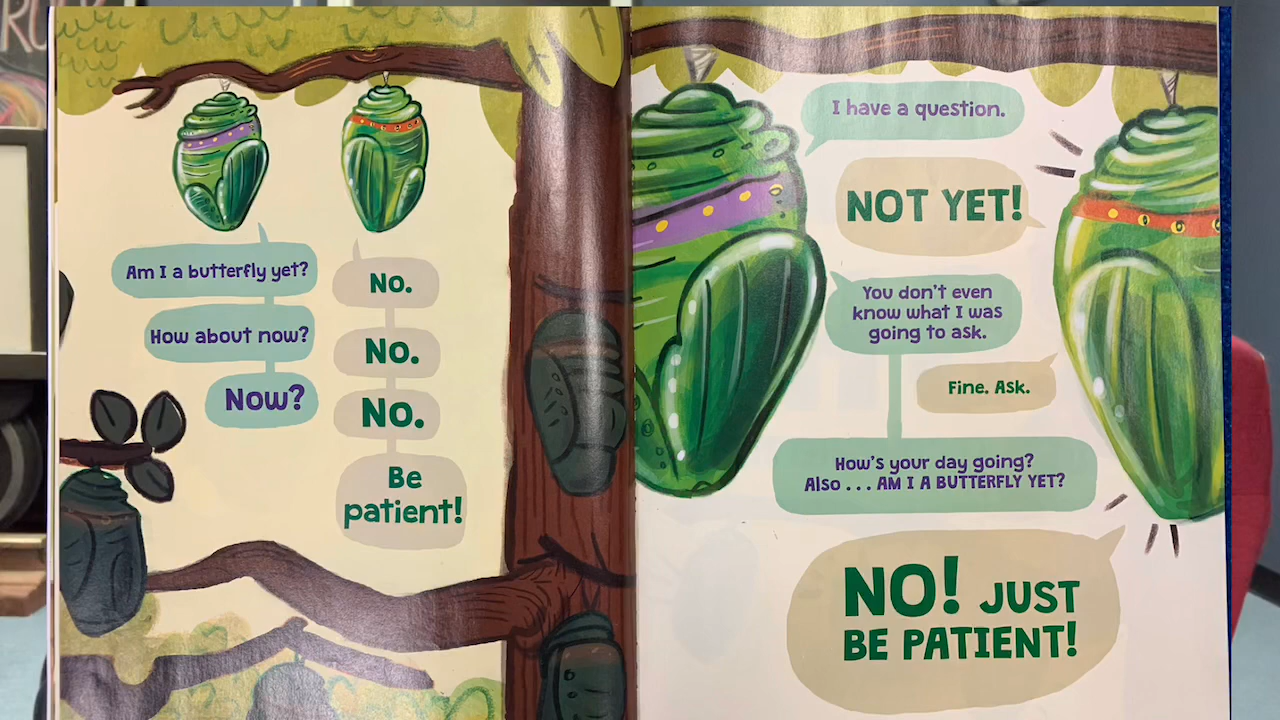 Am I a butterfly yet?
No.
How about now?
No.
Now?
No.
Be
patient!
I have a question.
NOT YET!
You don't even
know what I was
going to ask.
Fine. Ask.
How's your day going?
Also . . . AM I A BUTTERFLY YET?
NO! JUST
BE PATIENT!